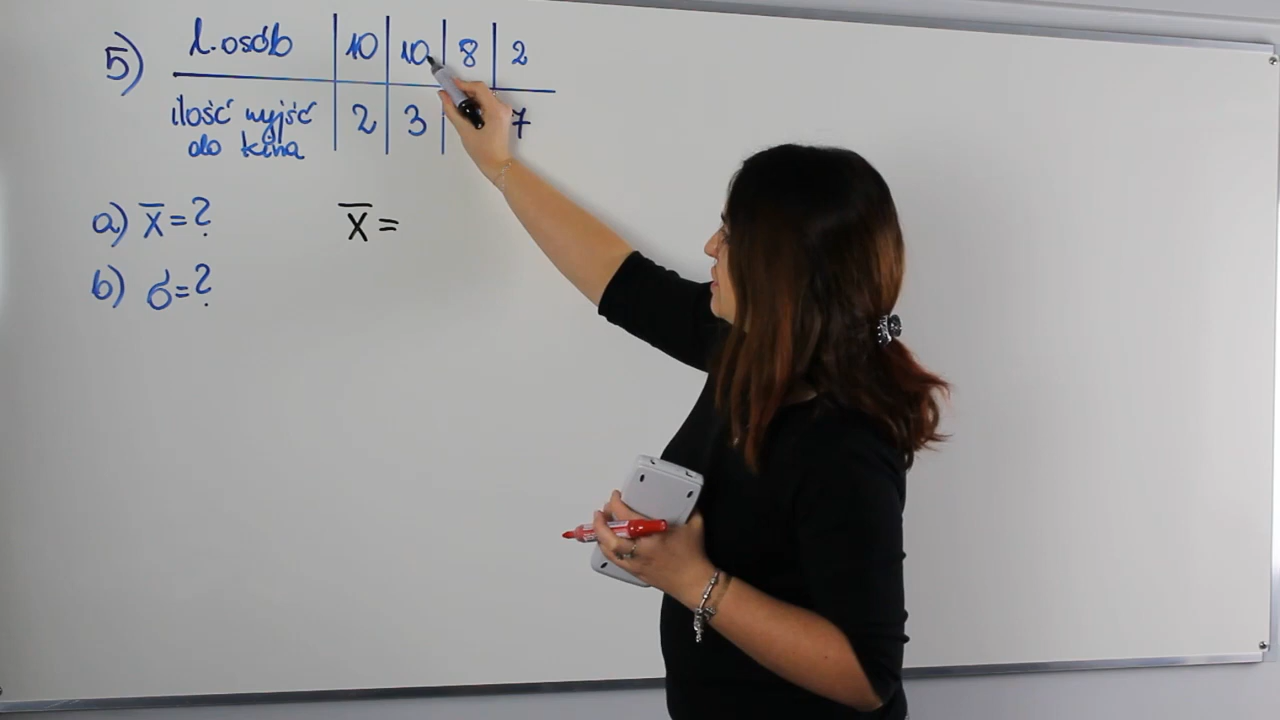 5) l. osób 10 10 8 2
ilość wyjść 2 3 7
do kina
a) x̅=? x̅=
b) σ=?